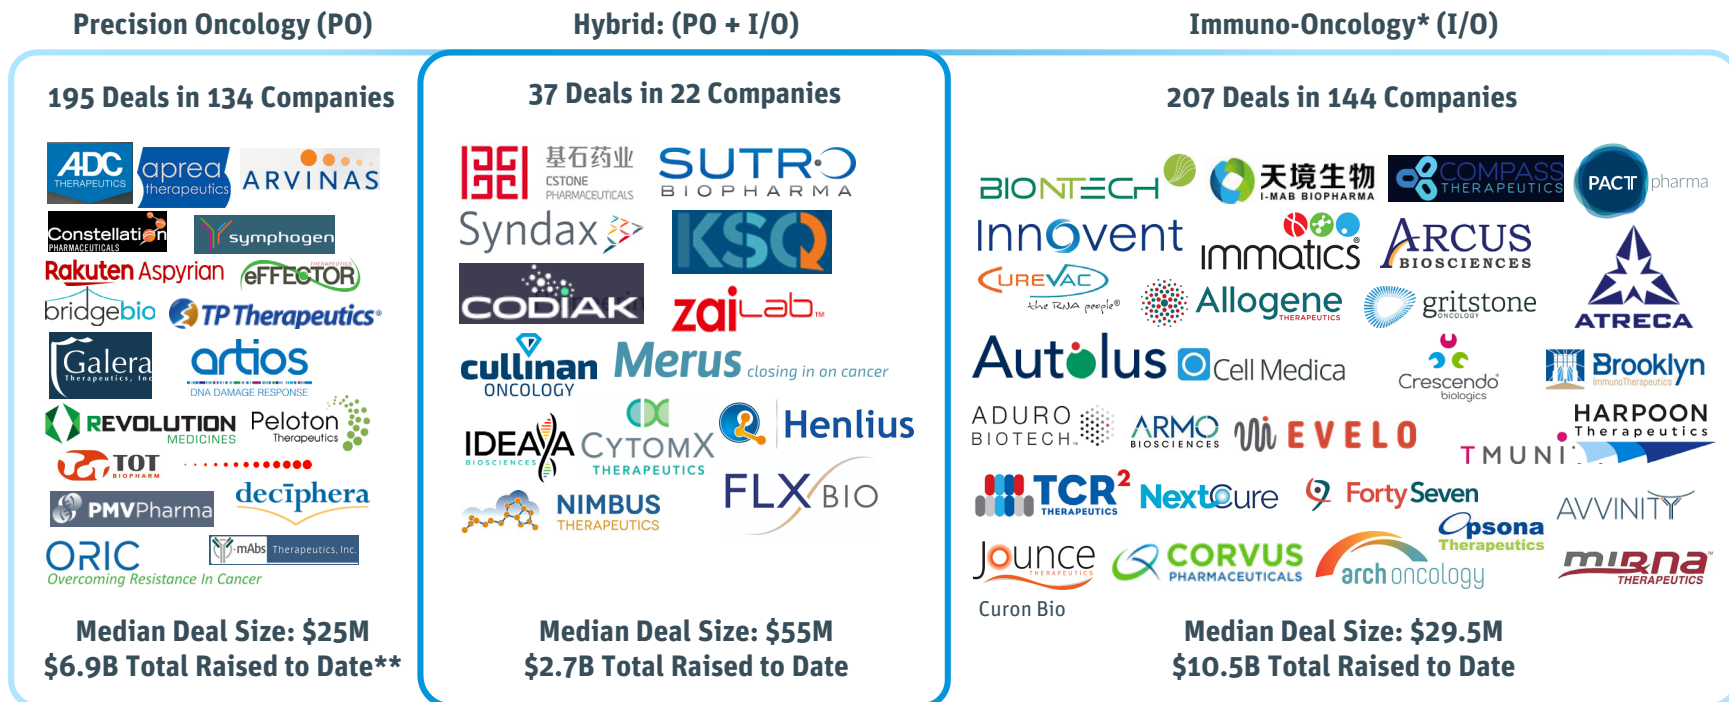 Precision Oncology (PO)
Hybrid: (PO + I/O)
Immuno-Oncology* (I/O)
195 Deals in 134 Companies
ADC
THERAPEUTICS
aprea
therapeutics
ARVINAS
Constellation
PHARMACEUTICALS
symphogen
Rakuten Aspyrian
THERAPEUTICS
eFFECTOR
bridgebio
TP Therapeutics®
Galera
Therapeutics, Inc
artios
DNA DAMAGE RESPONSE
REVOLUTION
MEDICINES
Peloton
Therapeutics
TOT
BIOPHARM
PMVPharma
decīphera
ORIC
Overcoming Resistance In Cancer
-mAbs Therapeutics, Inc.
Median Deal Size: $25M
$6.9B Total Raised to Date**
37 Deals in 22 Companies
基石药业
CSTONE
PHARMACEUTICALS
SUTRO
BIOPHARMA
Syndax
KSQ
CODIAK
zaiLab™
cullinan
ONCOLOGY
Merus closing in on cancer
IDEAYA
BIOSCIENCES
CYTOMX
THERAPEUTICS
Henlius
NIMBUS
THERAPEUTICS
FLX BIO
Median Deal Size: $55M
$2.7B Total Raised to Date
207 Deals in 144 Companies
BIONTECH
天境生物
I-MAB BIOPHARMA
COMPASS
THERAPEUTICS
PACT pharma
Innovent
immatics®
ARCUS
BIOSCIENCES
CUREVAC
the RNA people®
Allogene
THERAPEUTICS
gritstone
ONCOLOGY
ATRECA
Autolus
Cell Medica
Crescendo
biologics
Brooklyn
ImmunoTherapeutics
ADURO
BIOTECH™
ARMO
BIOSCIENCES
EVELO
HARPOON
Therapeutics
TMUNI
TCR²
THERAPEUTICS
NextCure
Forty Seven
AVVINITY
Opsona
Therapeutics
Jounce
THERAPEUTICS
CORVUS
PHARMACEUTICALS
arch oncology
miRna™
THERAPEUTICS
Curon Bio
Median Deal Size: $29.5M
$10.5B Total Raised to Date